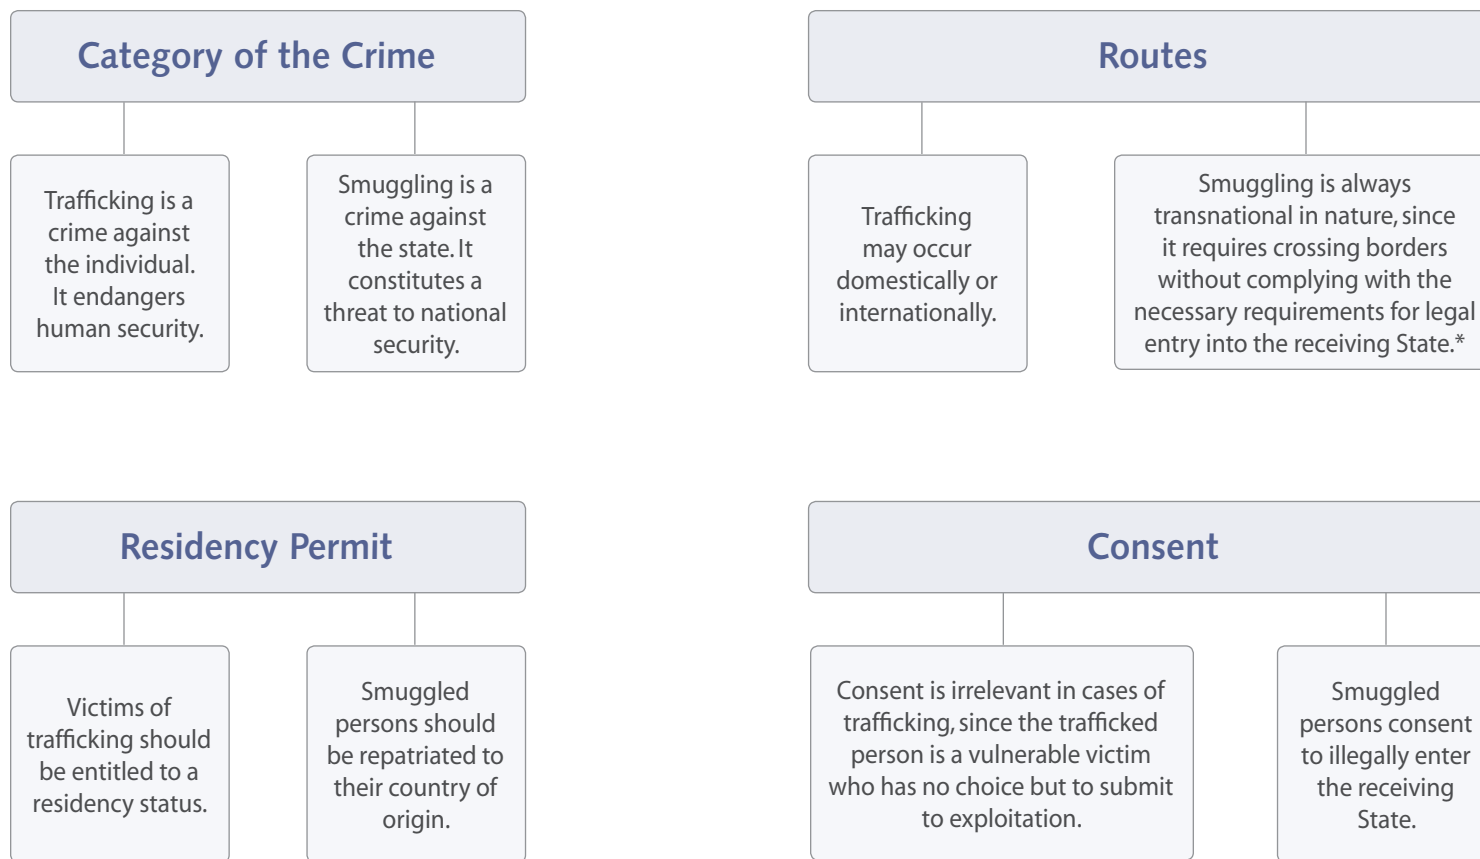 Category of the Crime
Trafficking is a
crime against
the individual.
It endangers
human security.
Smuggling is a
crime against
the state. It
constitutes a
threat to national
security.
Routes
Trafficking
may occur
domestically or
internationally.
Smuggling is always
transnational in nature, since
it requires crossing borders
without complying with the
necessary requirements for legal
entry into the receiving State.*
Residency Permit
Victims of
trafficking should
be entitled to a
residency status.
Smuggled
persons should
be repatriated to
their country of
origin.
Consent
Consent is irrelevant in cases of
trafficking, since the trafficked
person is a vulnerable victim
who has no choice but to submit
to exploitation.
Smuggled
persons consent
to illegally enter
the receiving
State.